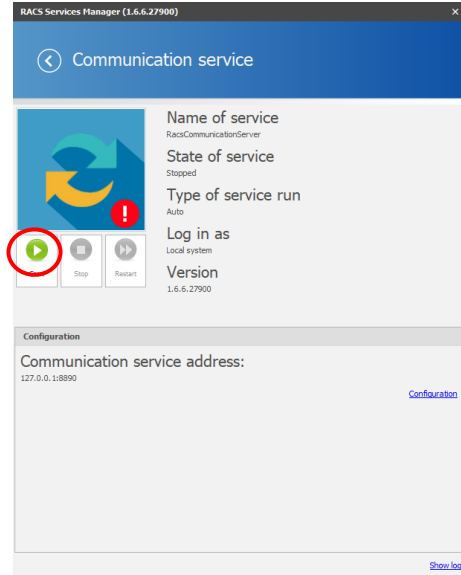 RACS Services Manager (1.6.6.27900)
Communication service
Name of service
RacsCommunicationServer
State of service
Stopped
Type of service run
Auto
Log in as
Local system
Version
1.6.6.27900
Start
Stop
Restart
Configuration
Communication service address:
127.0.0.1:8890
Configuration
Show log